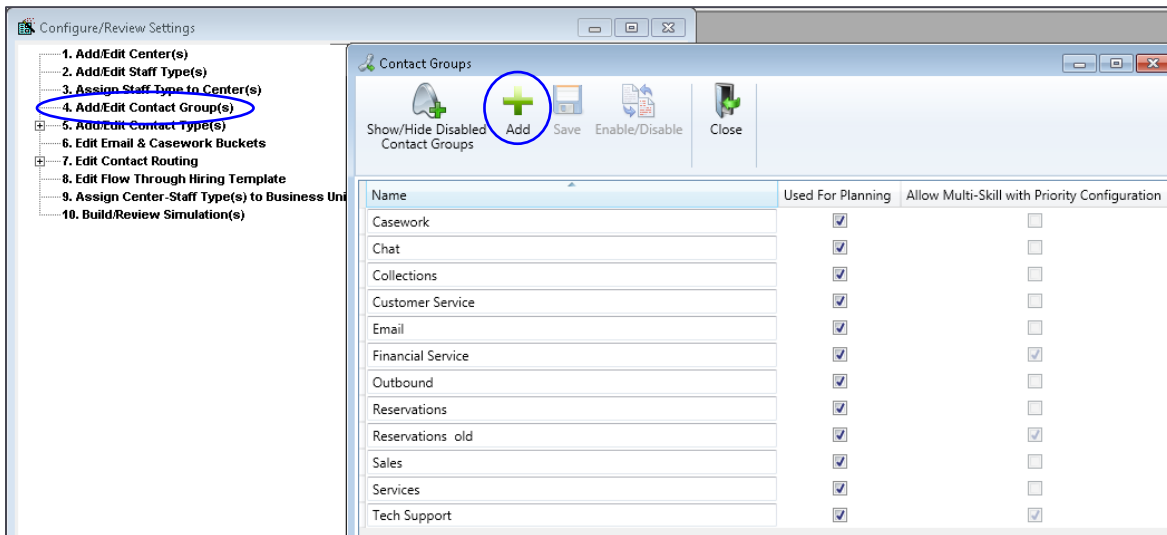 Configure/Review Settings
1. Add/Edit Center(s)
2. Add/Edit Staff Type(s)
3. Assign Staff Type to Center(s)
4. Add/Edit Contact Group(s)
5. Add/Edit Contact Type(s)
6. Edit Email & Casework Buckets
7. Edit Contact Routing
8. Edit Flow Through Hiring Template
9. Assign Center-Staff Type(s) to Business Uni
10. Build/Review Simulation(s)
Contact Groups
Show/Hide Disabled Add Save Enable/Disable Close
Contact Groups
Name Used For Planning Allow Multi-Skill with Priority Configuration
Casework
Chat
Collections
Customer Service
Email
Financial Service
Outbound
Reservations
Reservations old
Sales
Services
Tech Support